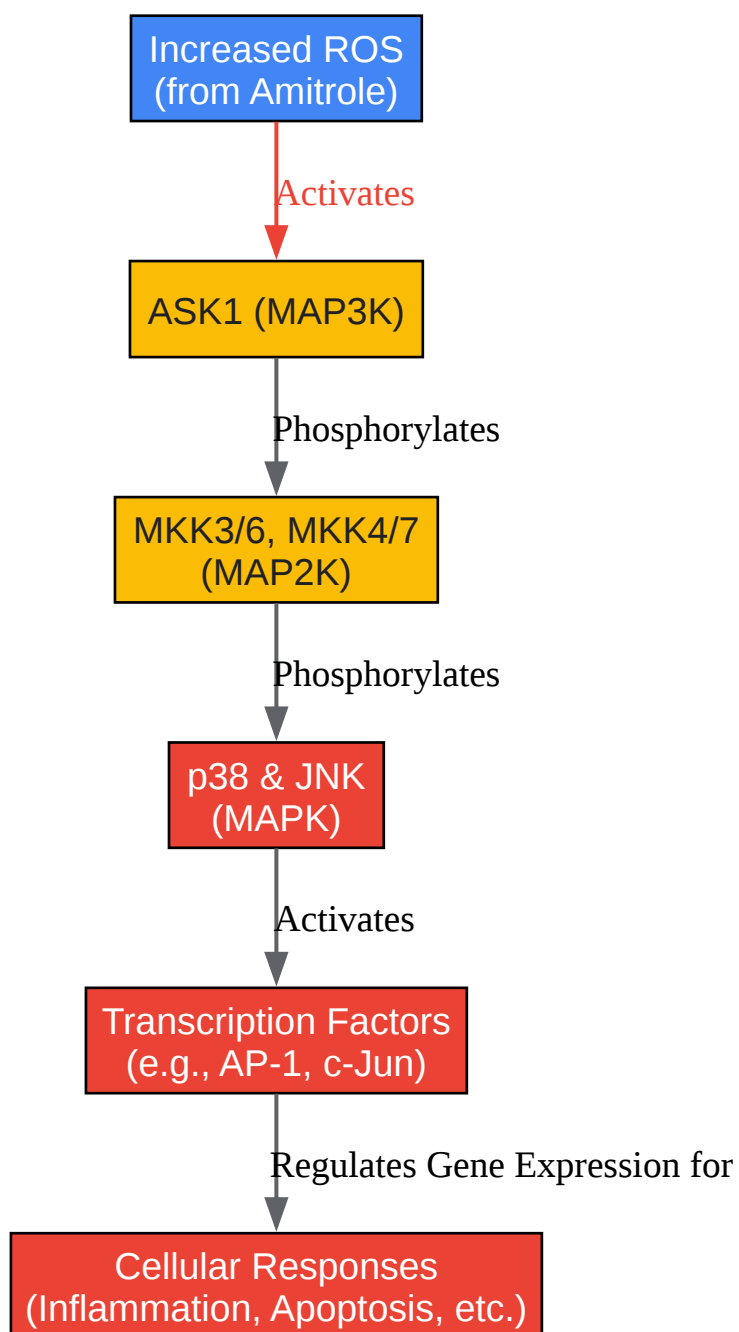 Increased ROS
(from Amitrole)
Activates
ASK1 (MAP3K)
Phosphorylates
MKK3/6, MKK4/7
(MAP2K)
Phosphorylates
p38 & JNK
(MAPK)
Activates
Transcription Factors
(e.g., AP-1, c-Jun)
Regulates Gene Expression for
Cellular Responses
(Inflammation, Apoptosis, etc.)